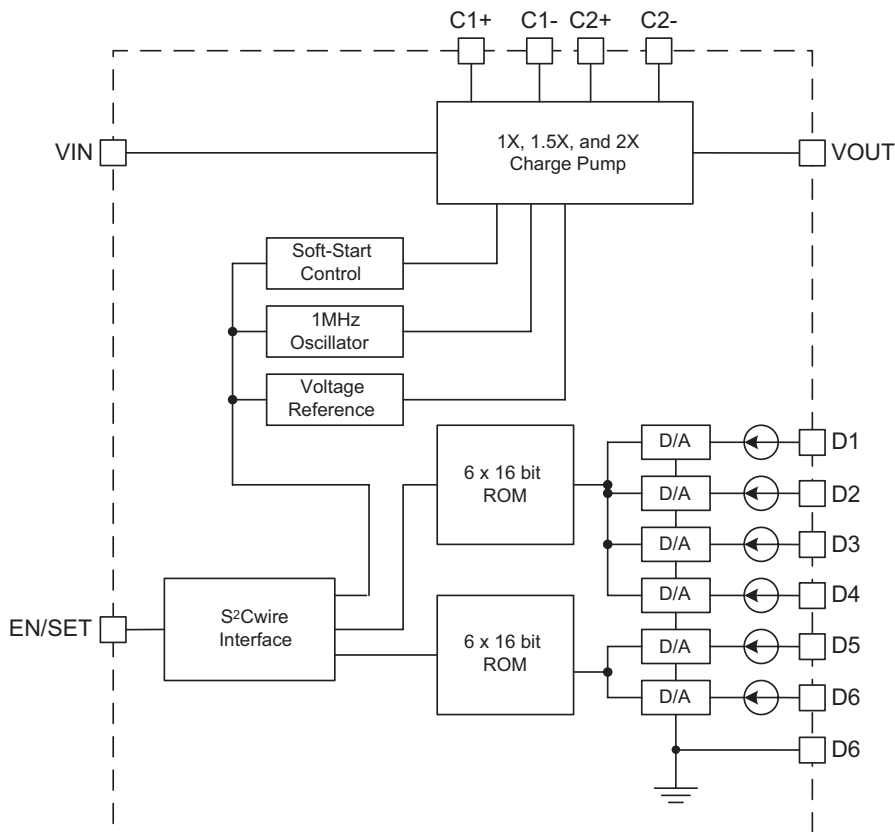 C1+ C1- C2+ C2-
VIN
1X, 1.5X, and 2X
Charge Pump
VOUT
Soft-Start
Control
1MHz
Oscillator
Voltage
Reference
6 x 16 bit
ROM
D/A
D1
D/A
D2
D/A
D3
D/A
D4
EN/SET
S²Cwire
Interface
6 x 16 bit
ROM
D/A
D5
D/A
D6
D6